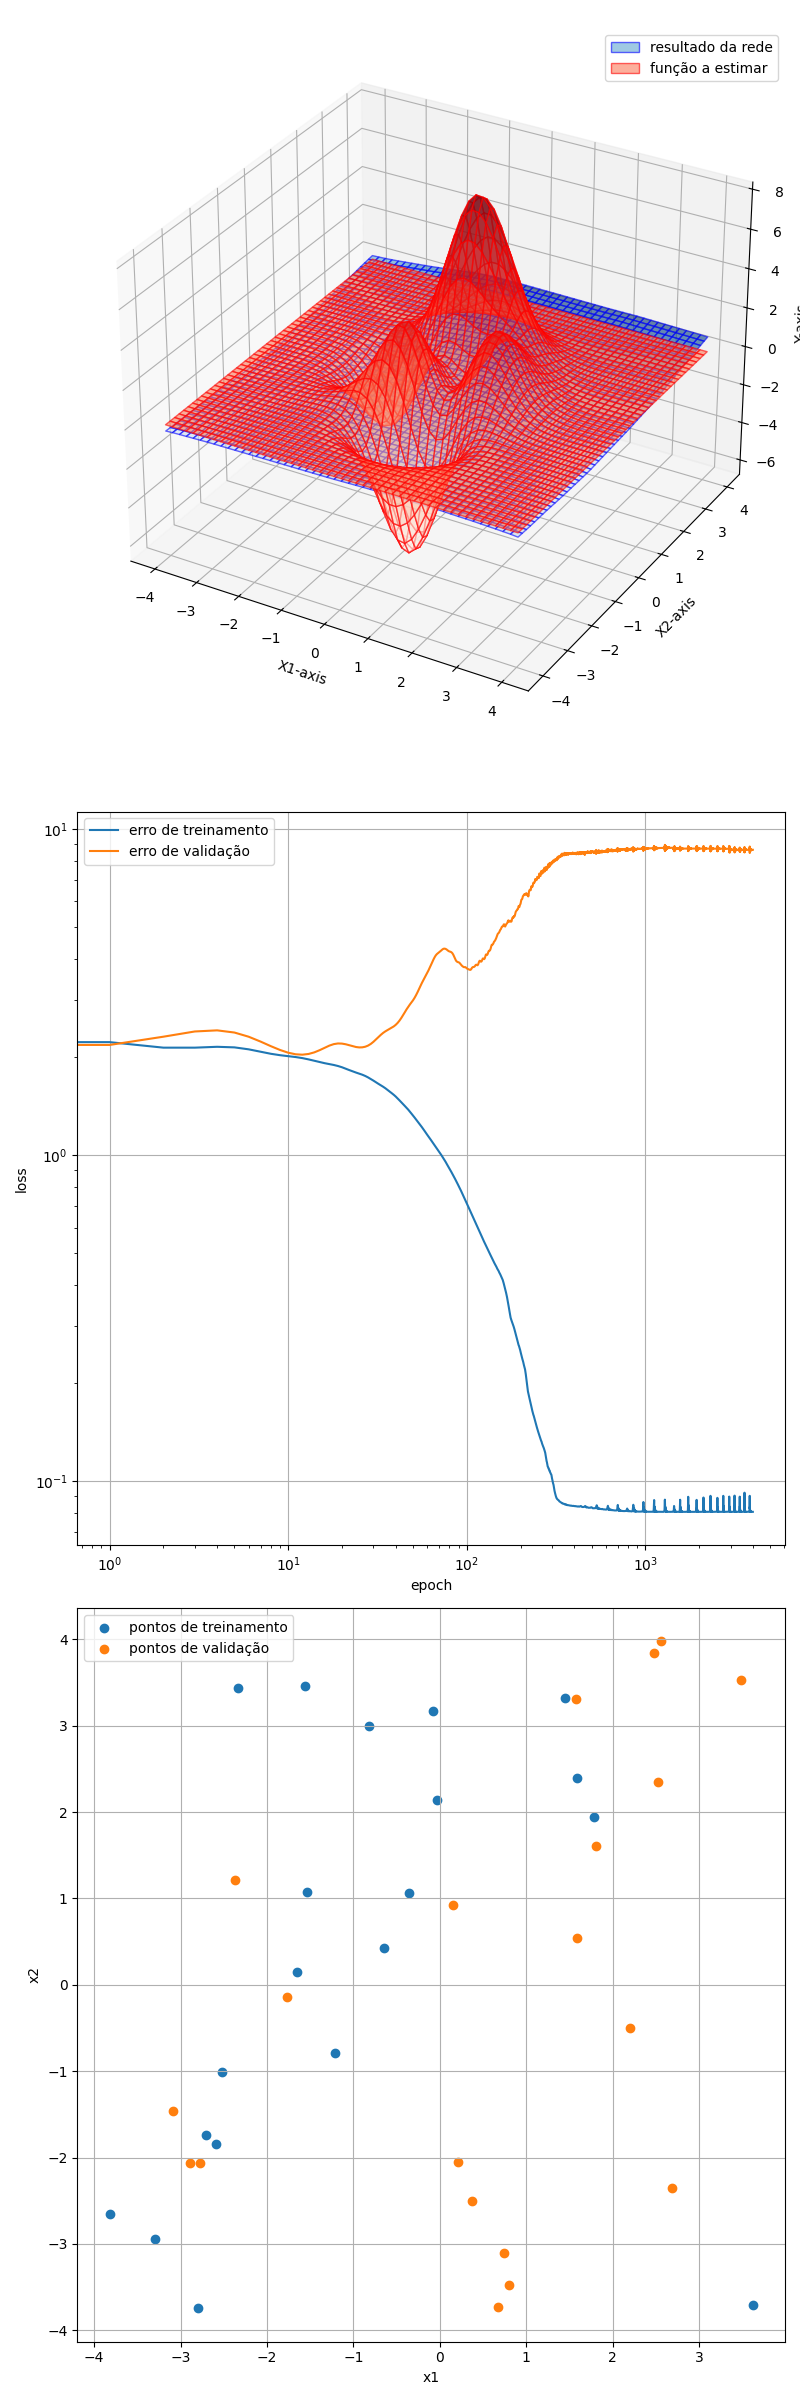 resultado da rede
função a estimar
8
6
4
2
0
−2
−4
−6
4
3
2
1
0
−1
−2
−3
−4
X2-axis
−4
−3
−2
−1
0
1
2
3
4
X1-axis
erro de treinamento
erro de validação
10¹
10⁰
10⁻¹
loss
10⁰ 10¹ 10² 10³
epoch
pontos de treinamento
pontos de validação
4
3
2
1
0
−1
−2
−3
−4
x2
−4 −3 −2 −1 0 1 2 3
x1